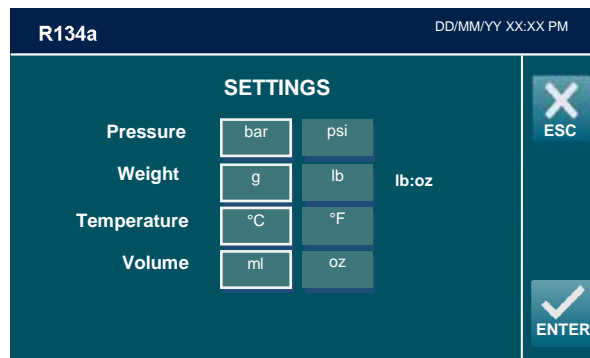 R134a
DD/MM/YY XX:XX PM
SETTINGS
ESC
Pressure bar psi
Weight g lb lb:oz
Temperature °C °F
Volume ml oz
ENTER